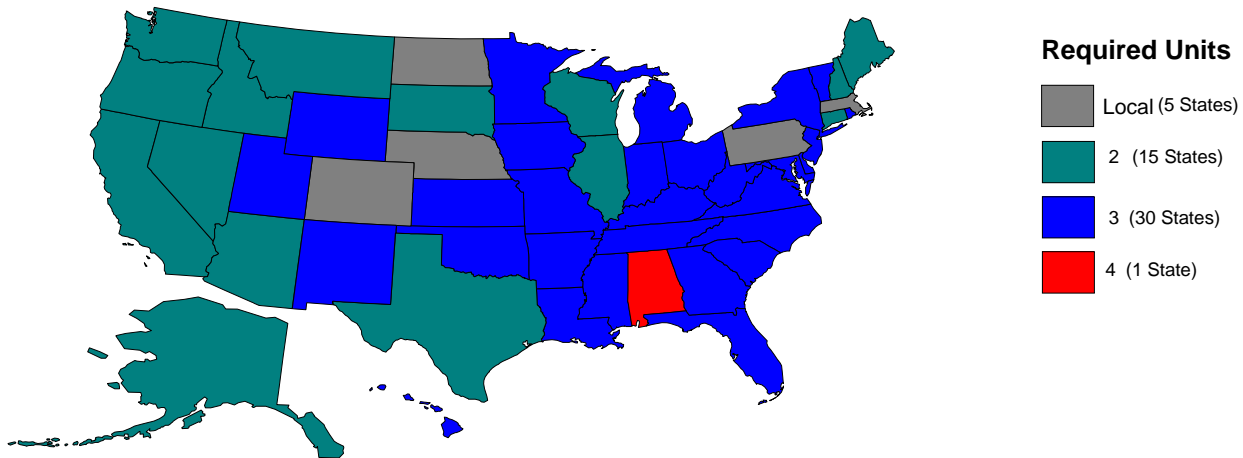 Required Units
Local (5 States)
2 (15 States)
3 (30 States)
4 (1 State)